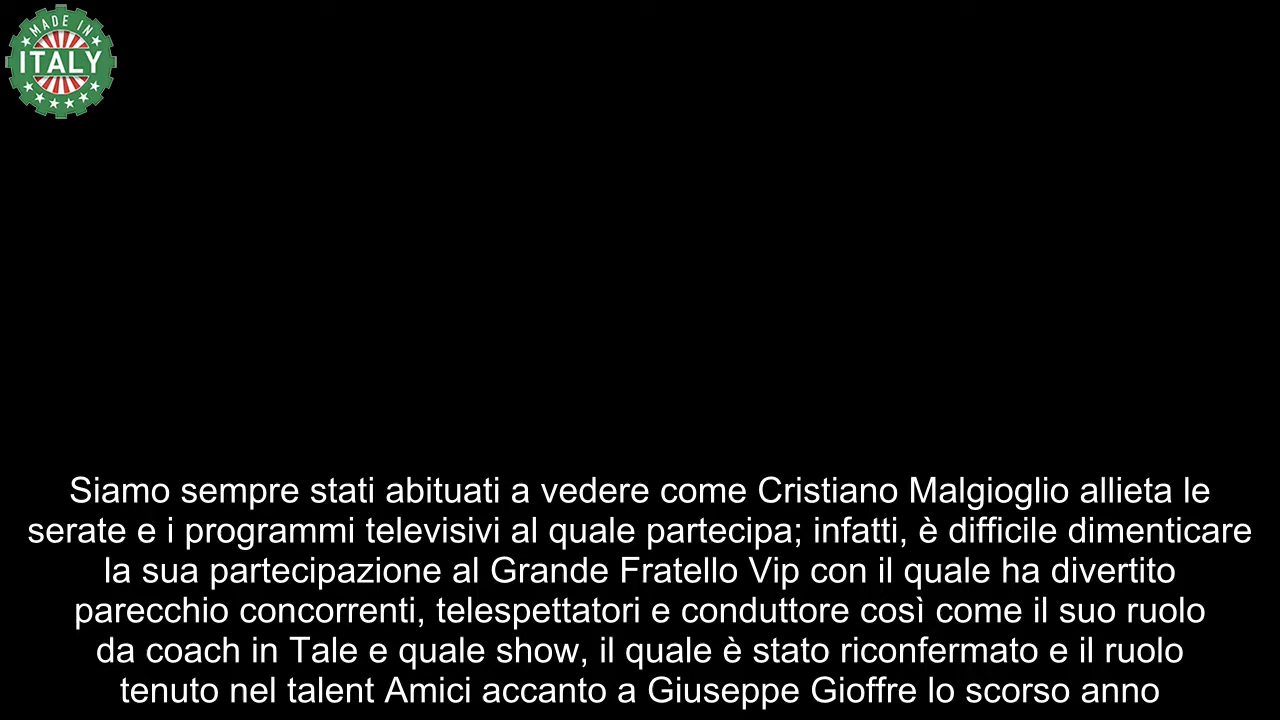 MADE IN
ITALY
Siamo sempre stati abituati a vedere come Cristiano Malgioglio allieta le
serate e i programmi televisivi al quale partecipa; infatti, è difficile dimenticare
la sua partecipazione al Grande Fratello Vip con il quale ha divertito
parecchio concorrenti, telespettatori e conduttore così come il suo ruolo
da coach in Tale e quale show, il quale è stato riconfermato e il ruolo
tenuto nel talent Amici accanto a Giuseppe Gioffre lo scorso anno